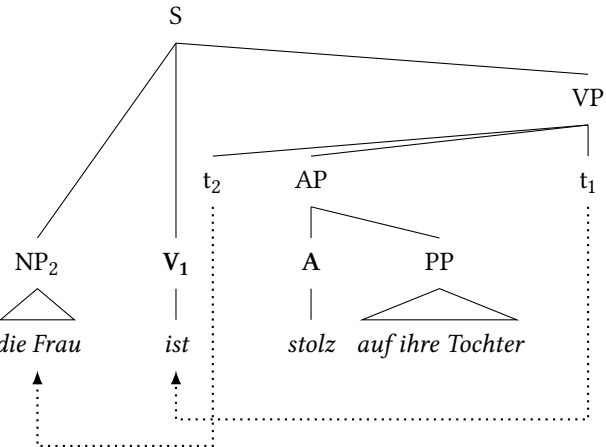 S
VP
t₂ AP t₁
NP₂ V₁ A PP
die Frau ist stolz auf ihre Tochter